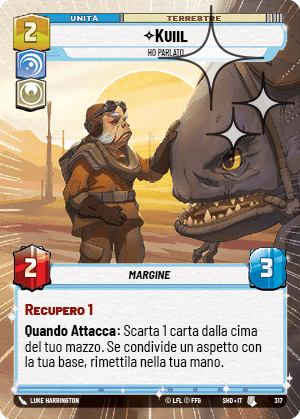 UNITÀ
TERRESTRE
2
Kuiil
HO PARLATO
2
MARGINE
3
RECUPERO 1
Quando Attacca: Scarta 1 carta dalla cima
del tuo mazzo. Se condivide un aspetto con
la tua base, rimettila nella tua mano.
LUKE HARRINGTON
© LFL © FFG
SHD • IT
317